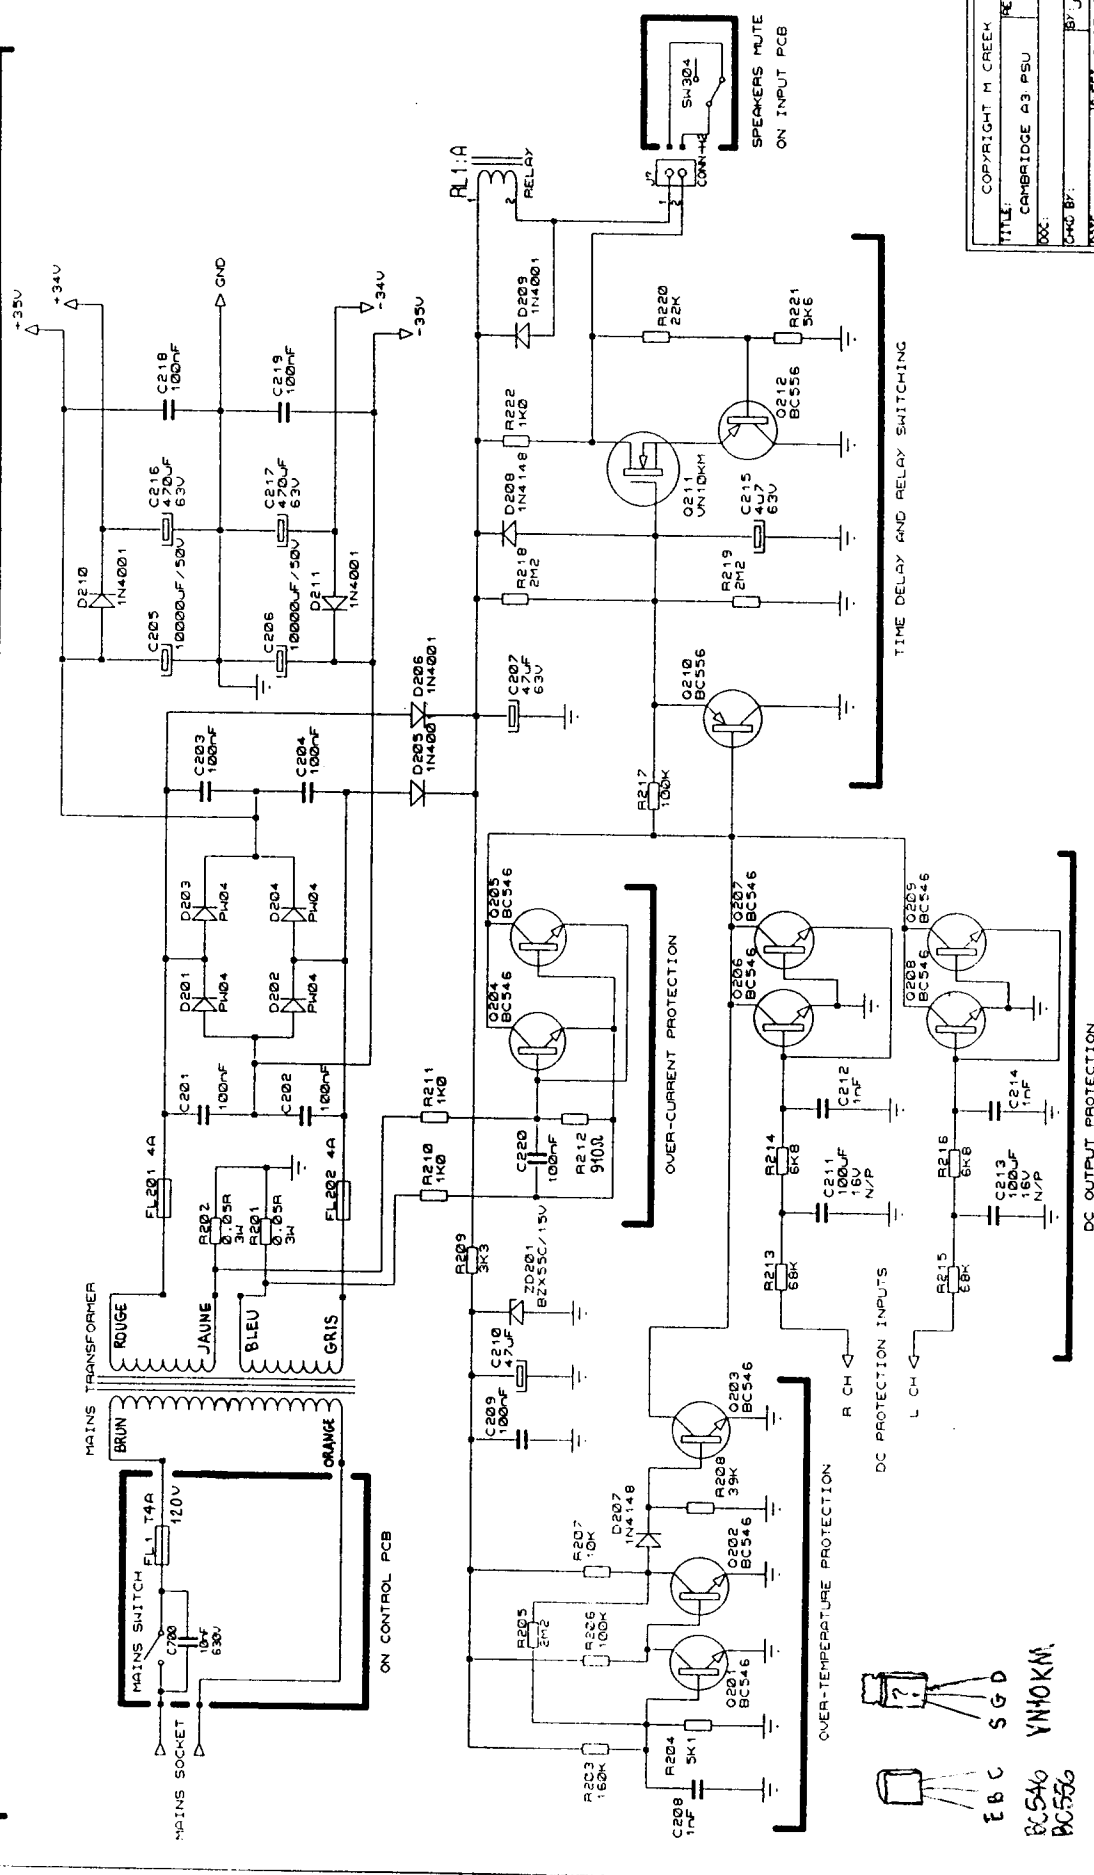 MAINS TRANSFORMER
MAINS SOCKET
MAINS SWITCH
C700
10nF
630V
FL1 T4A
120V
ON CONTROL PCB
BRUN
ORANGE
ROUGE
JAUNE
BLEU
GRIS
FL201 4A
R202
0.05R
3W
R201
0.05R
3W
FL202 4A
C201
100nF
C202
100nF
D201
PW04
D202
PW04
D203
PW04
D204
PW04
C203
100nF
C204
100nF
D205
1N4001
D206
1N4001
C205
10000uF/50V
C206
10000uF/50V
D210
1N4001
D211
1N4001
C216
470uF
63V
C217
470uF
63V
C218
100nF
C219
100nF
+35V
+34V
GND
-34V
-35V
RL1:A
1
2
RELAY
SPEAKERS MUTE
ON INPUT PCB
SW304
J7
1
2
CONN-H2
C207
47uF
63V
R218
2M2
D208
1N4148
R222
1K0
D209
1N4001
Q211
VN10KM
R220
22K
R221
5K6
Q212
BC556
C215
4u7
63V
R219
2M2
Q210
BC556
R217
100K
TIME DELAY AND RELAY SWITCHING
R211
1K0
R210
1K0
C220
100nF
R212
910Ω
Q204
BC546
Q205
BC546
OVER-CURRENT PROTECTION
R209
3K3
ZD201
BZX55C/15V
C210
47uF
C209
100nF
Q206
BC546
Q207
BC546
Q208
BC546
Q209
BC546
R213
68K
R214
6K8
C211
100uF
16V
N/P
C212
1nF
R215
68K
R216
6K8
C213
100uF
16V
N/P
C214
1nF
R CH
L CH
DC PROTECTION INPUTS
DC OUTPUT PROTECTION
R203
160K
C208
1nF
R204
5K1
Q201
BC546
R205
2M2
R206
100K
R207
10K
Q202
BC546
D207
1N4148
R208
39K
Q203
BC546
OVER-TEMPERATURE PROTECTION
E B C
BC546
BC556
?
S G D
VN10KM
COPYRIGHT M CREEK
TITLE:
CAMBRIDGE A3 PSU
DOC:
CHKD BY: